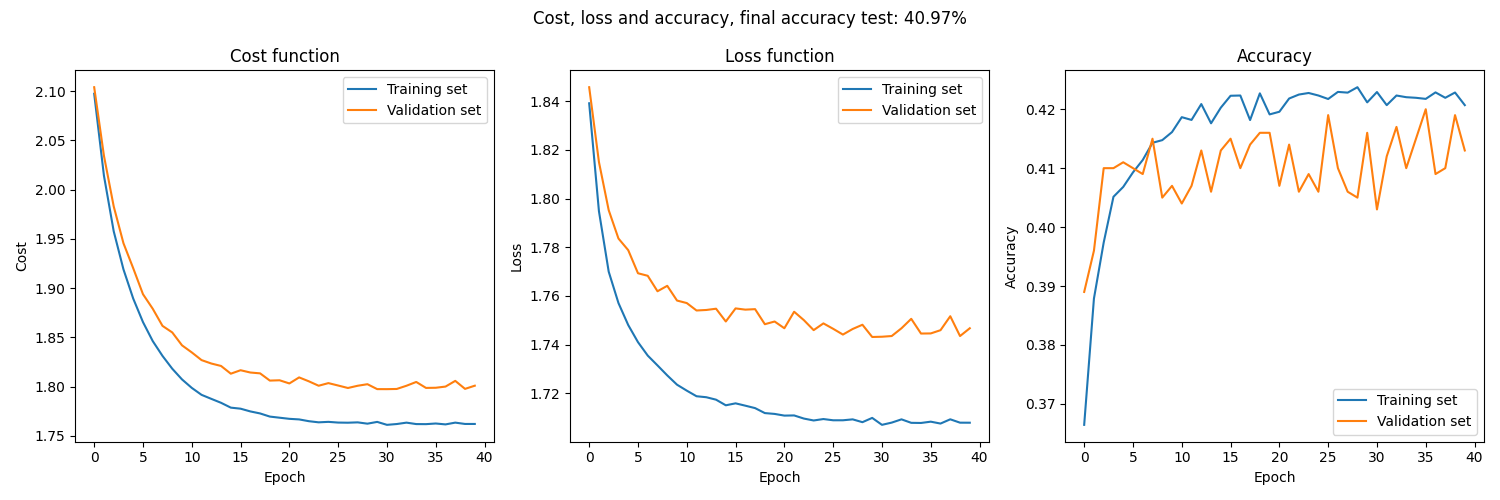 Cost, loss and accuracy, final accuracy test: 40.97%
Cost function
Training set
Validation set
2.10
2.05
2.00
1.95
1.90
1.85
1.80
1.75
Cost
0 5 10 15 20 25 30 35 40
Epoch
Loss function
Training set
Validation set
1.84
1.82
1.80
1.78
1.76
1.74
1.72
Loss
0 5 10 15 20 25 30 35 40
Epoch
Accuracy
0.42
0.41
0.40
0.39
0.38
0.37
Accuracy
Training set
Validation set
0 5 10 15 20 25 30 35 40
Epoch